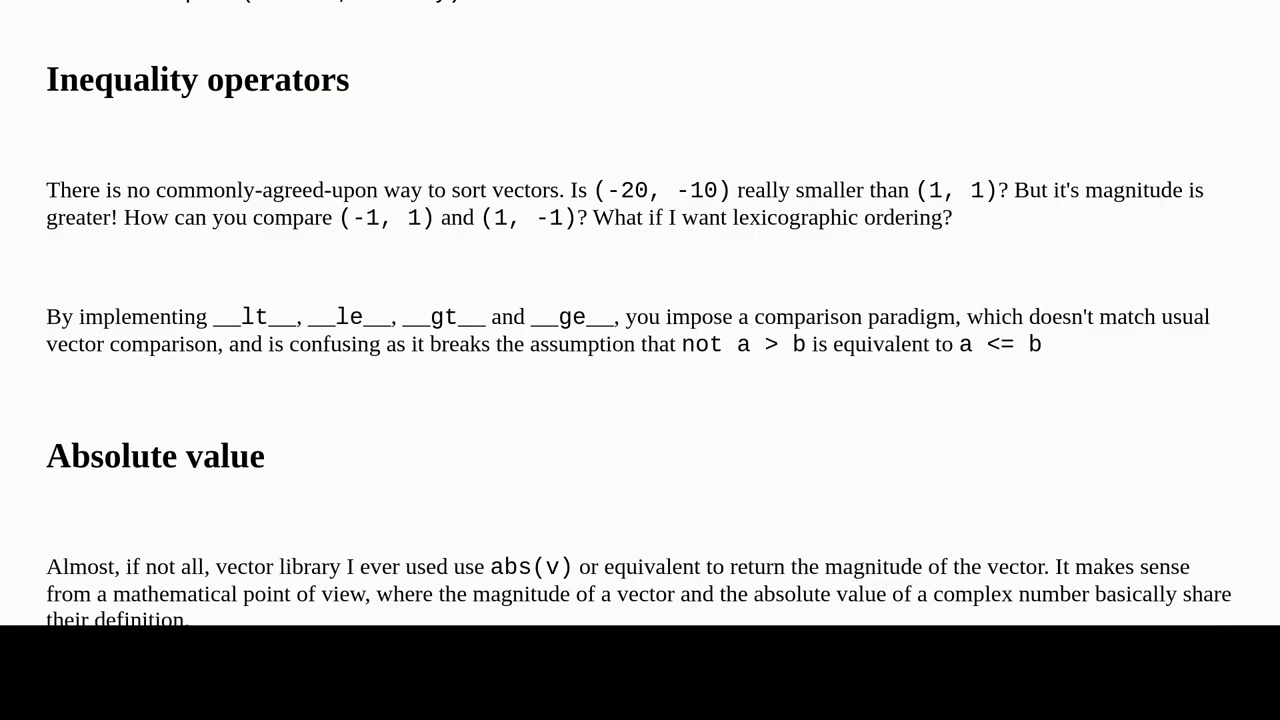 Inequality operators
There is no commonly-agreed-upon way to sort vectors. Is (-20, -10) really smaller than (1, 1)? But it's magnitude is
greater! How can you compare (-1, 1) and (1, -1)? What if I want lexicographic ordering?
By implementing __lt__, __le__, __gt__ and __ge__, you impose a comparison paradigm, which doesn't match usual
vector comparison, and is confusing as it breaks the assumption that not a > b is equivalent to a <= b
Absolute value
Almost, if not all, vector library I ever used use abs(v) or equivalent to return the magnitude of the vector. It makes sense
from a mathematical point of view, where the magnitude of a vector and the absolute value of a complex number basically share
their definition.